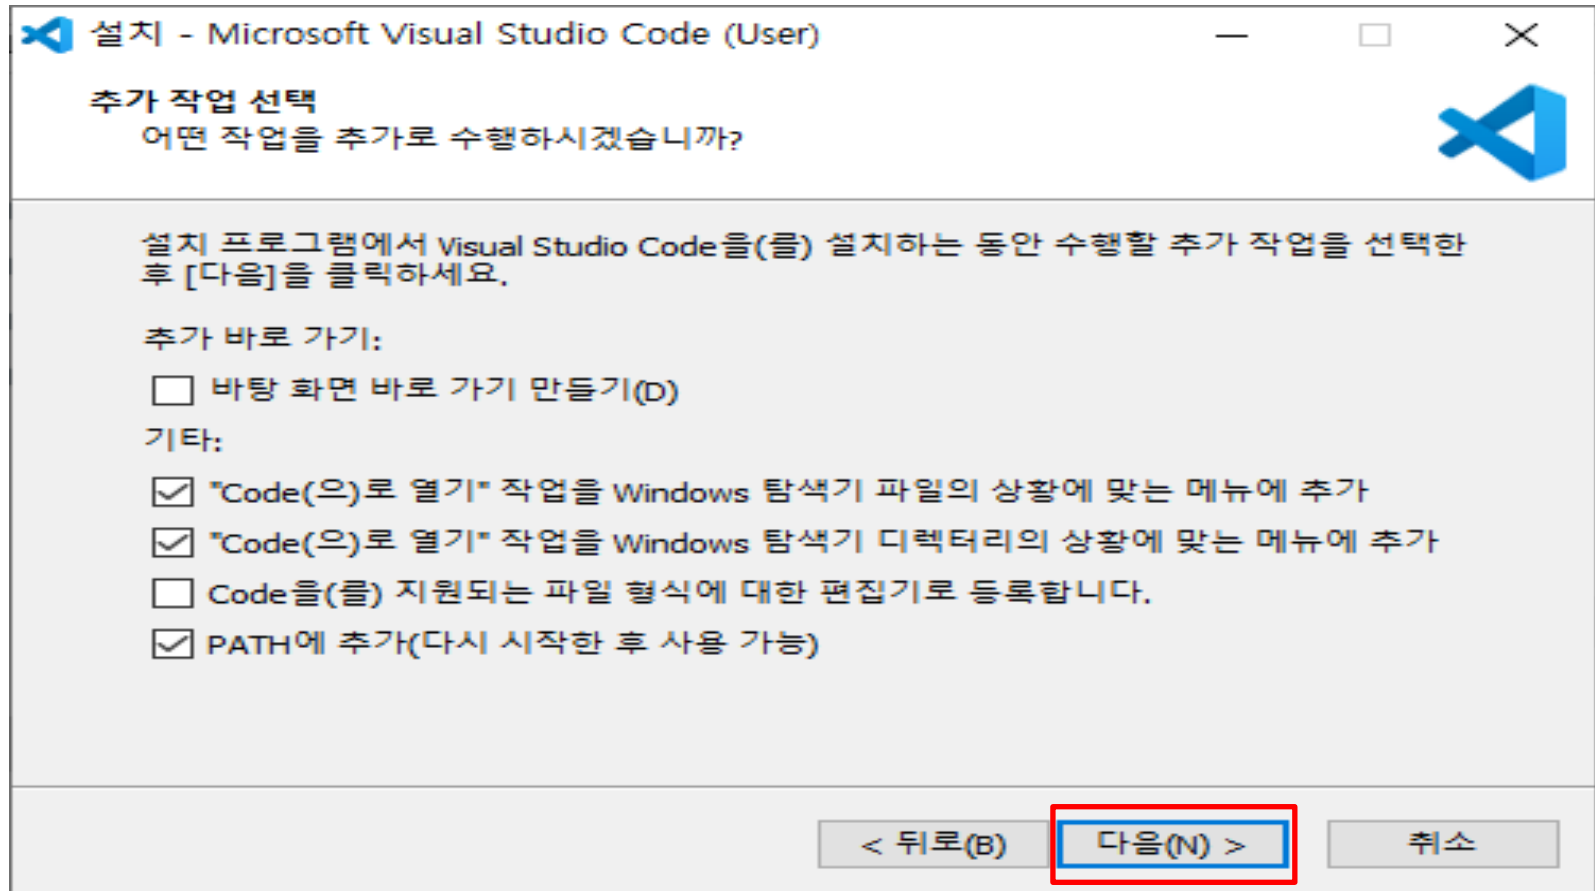 설치 - Microsoft Visual Studio Code (User)
추가 작업 선택
어떤 작업을 추가로 수행하시겠습니까?
설치 프로그램에서 Visual Studio Code을(를) 설치하는 동안 수행할 추가 작업을 선택한
후 [다음]을 클릭하세요.
추가 바로 가기:
바탕 화면 바로 가기 만들기(D)
기타:
"Code(으)로 열기" 작업을 Windows 탐색기 파일의 상황에 맞는 메뉴에 추가
"Code(으)로 열기" 작업을 Windows 탐색기 디렉터리의 상황에 맞는 메뉴에 추가
Code을(를) 지원되는 파일 형식에 대한 편집기로 등록합니다.
PATH에 추가(다시 시작한 후 사용 가능)
< 뒤로(B) 다음(N) > 취소